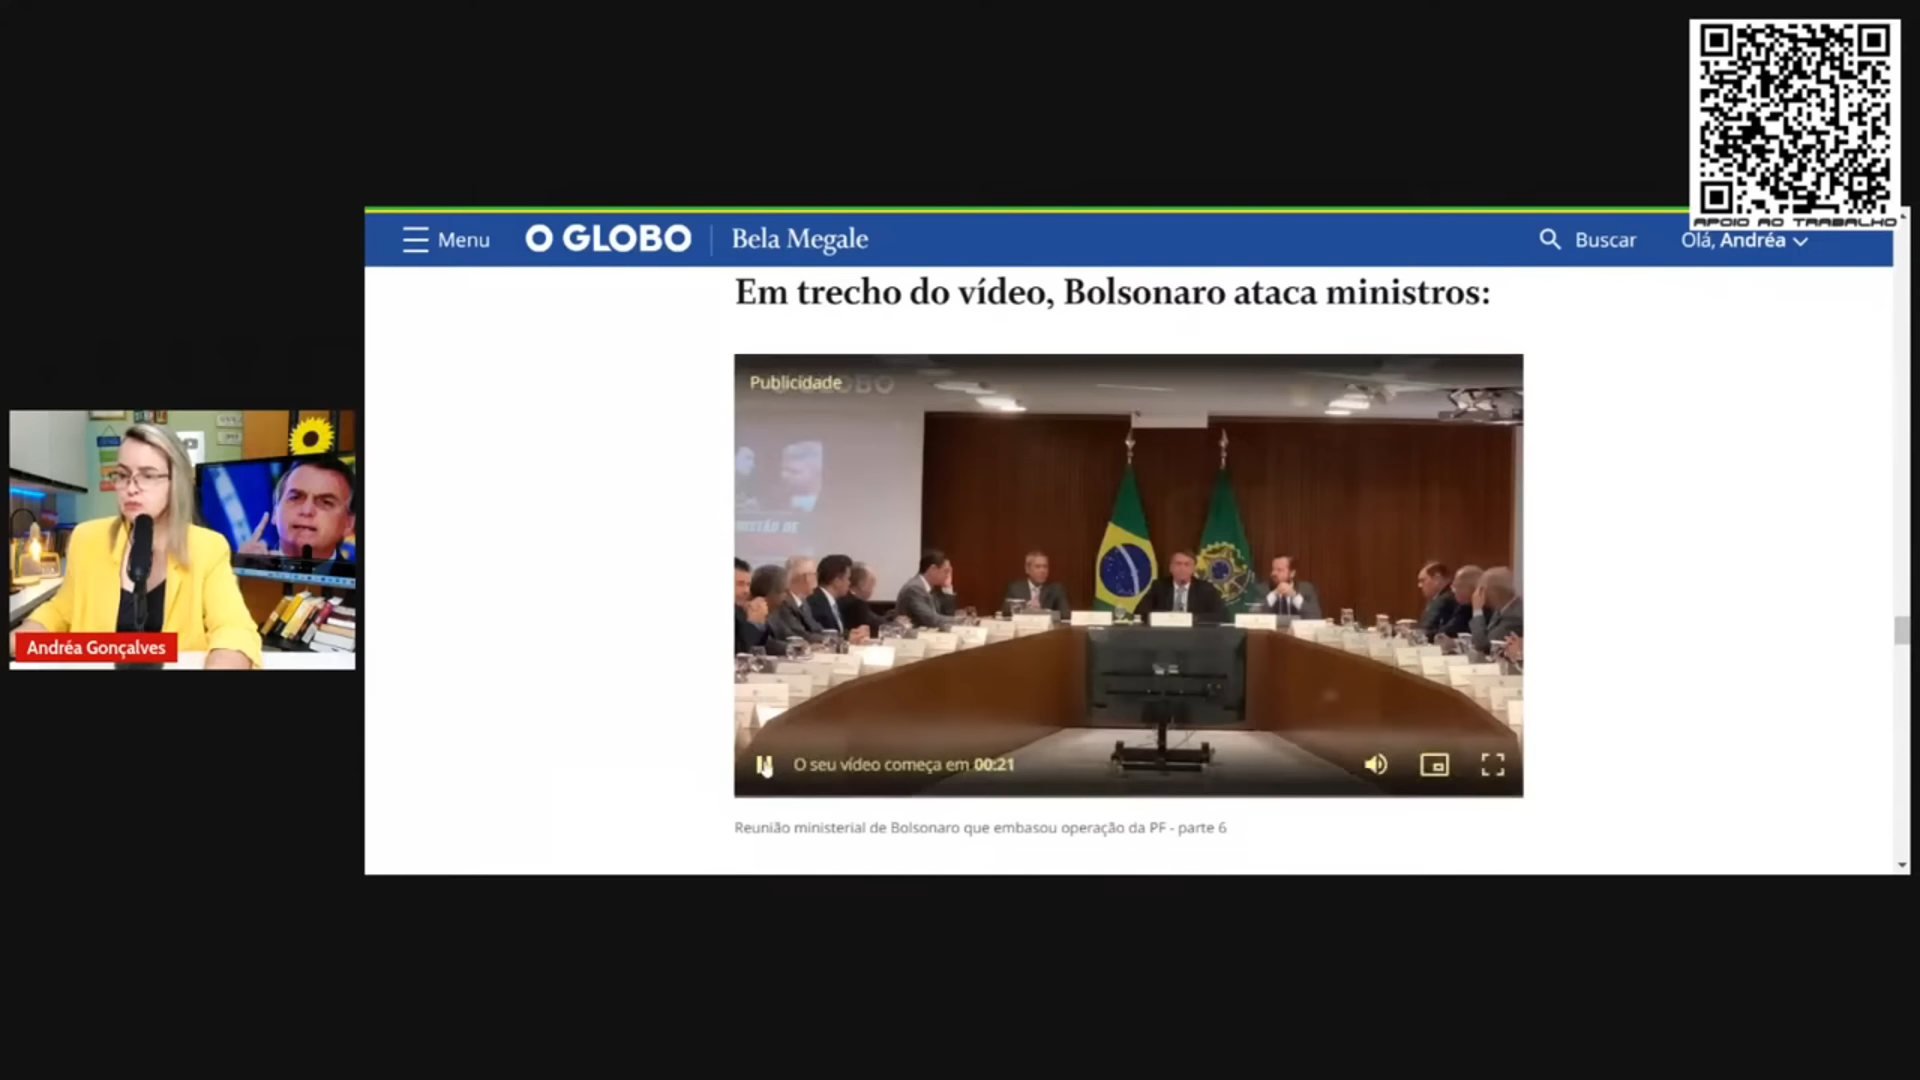 APOIO AO TRABALHO
Menu
O GLOBO
Bela Megale
Buscar
Olá, Andréa
Em trecho do vídeo, Bolsonaro ataca ministros:
Publicidade
O seu vídeo começa em 00:21
Reunião ministerial de Bolsonaro que embasou operação da PF - parte 6
Andréa Gonçalves